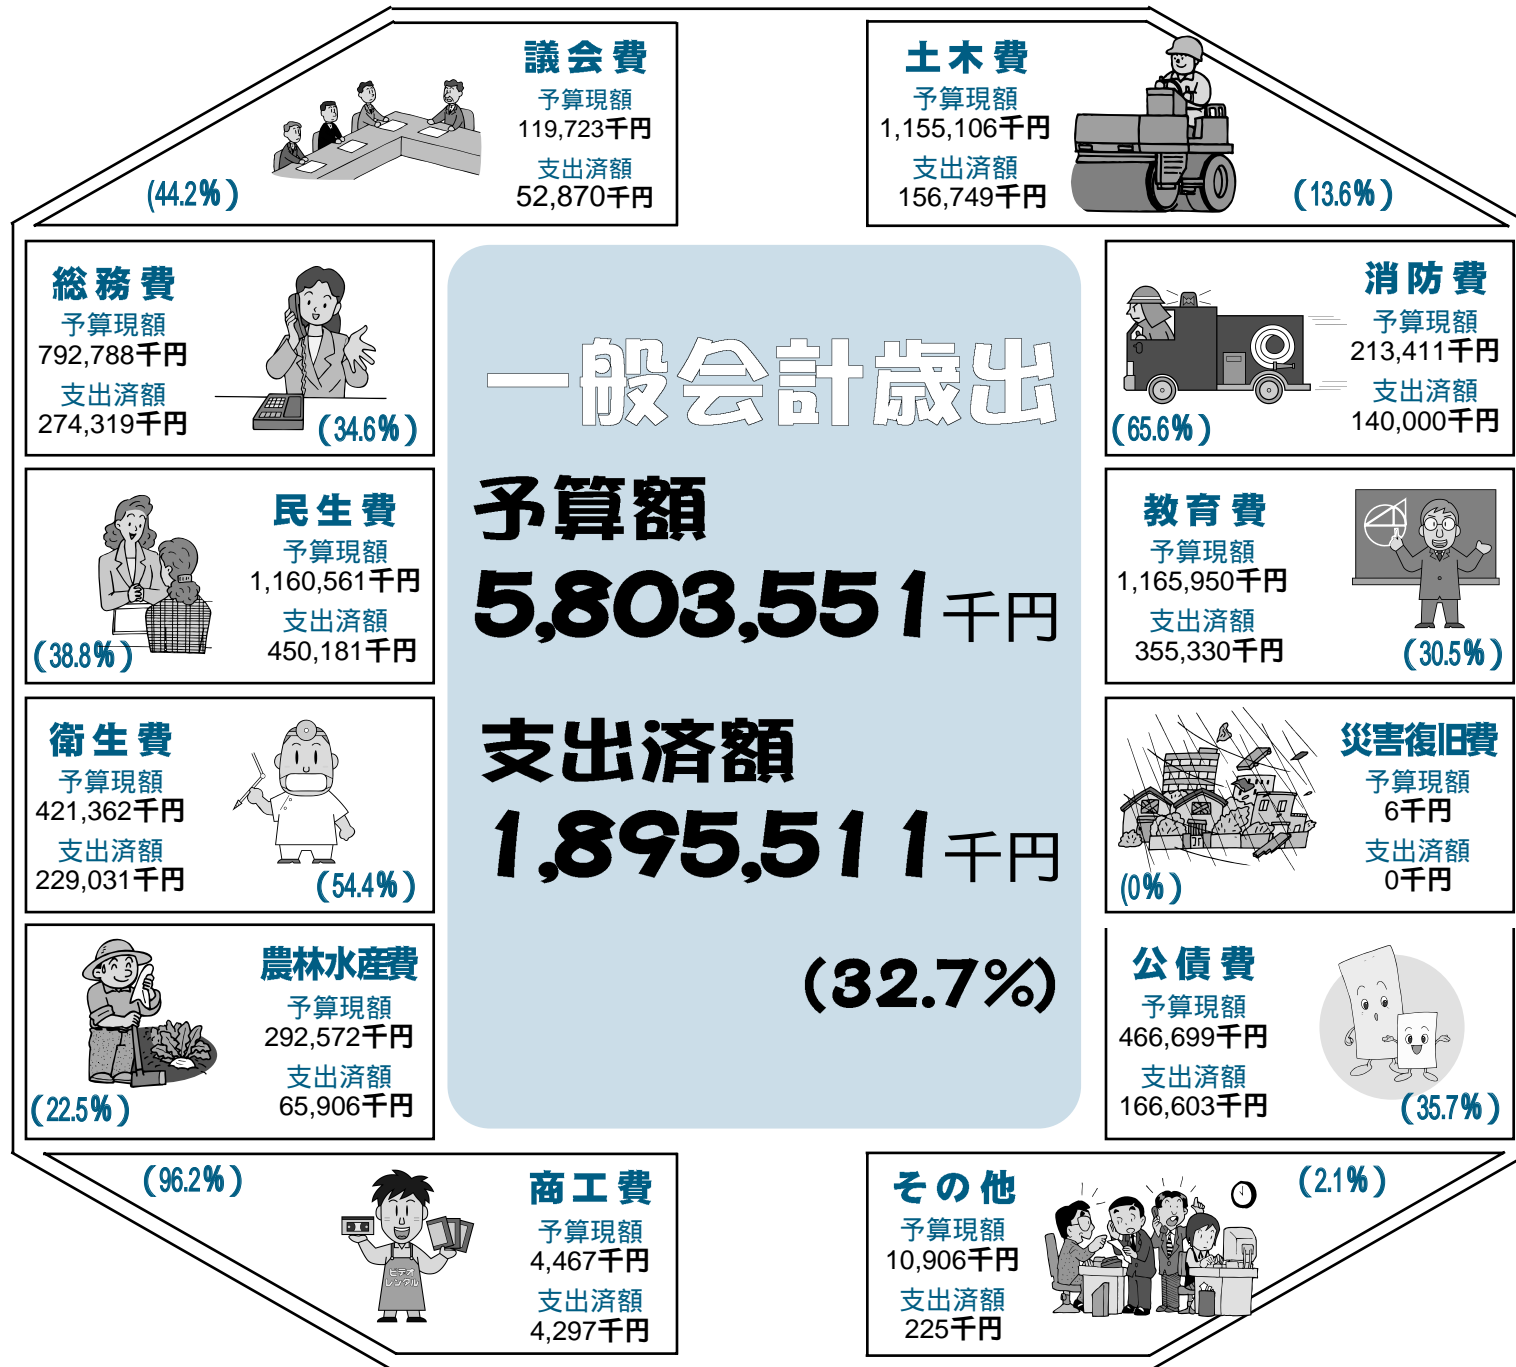 議会費
予算現額
119,723千円
支出済額
52,870千円
(44.2%)
土木費
予算現額
1,155,106千円
支出済額
156,749千円
(13.6%)
総務費
予算現額
792,788千円
支出済額
274,319千円
(34.6%)
消防費
予算現額
213,411千円
支出済額
140,000千円
(65.6%)
一般会計歳出
予算額
5,803,551千円
支出済額
1,895,511千円
(32.7%)
民生費
予算現額
1,160,561千円
支出済額
450,181千円
(38.8%)
教育費
予算現額
1,165,950千円
支出済額
355,330千円
(30.5%)
衛生費
予算現額
421,362千円
支出済額
229,031千円
(54.4%)
災害復旧費
予算現額
6千円
支出済額
0千円
(0%)
農林水産費
予算現額
292,572千円
支出済額
65,906千円
(22.5%)
公債費
予算現額
466,699千円
支出済額
166,603千円
(35.7%)
(96.2%)
商工費
予算現額
4,467千円
支出済額
4,297千円
ビデオ
レンタル
その他
予算現額
10,906千円
支出済額
225千円
(2.1%)